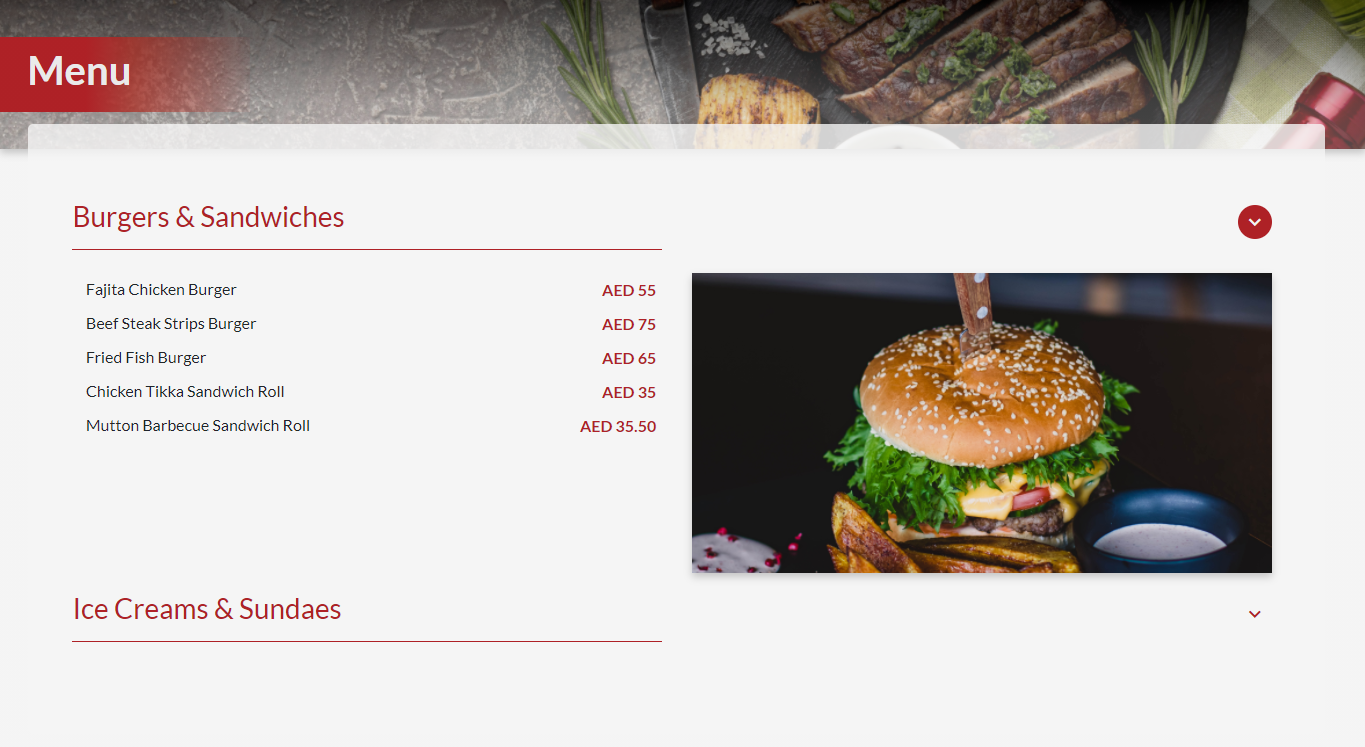 Menu
Burgers & Sandwiches
Fajita Chicken Burger AED 55
Beef Steak Strips Burger AED 75
Fried Fish Burger AED 65
Chicken Tikka Sandwich Roll AED 35
Mutton Barbecue Sandwich Roll AED 35.50
Ice Creams & Sundaes